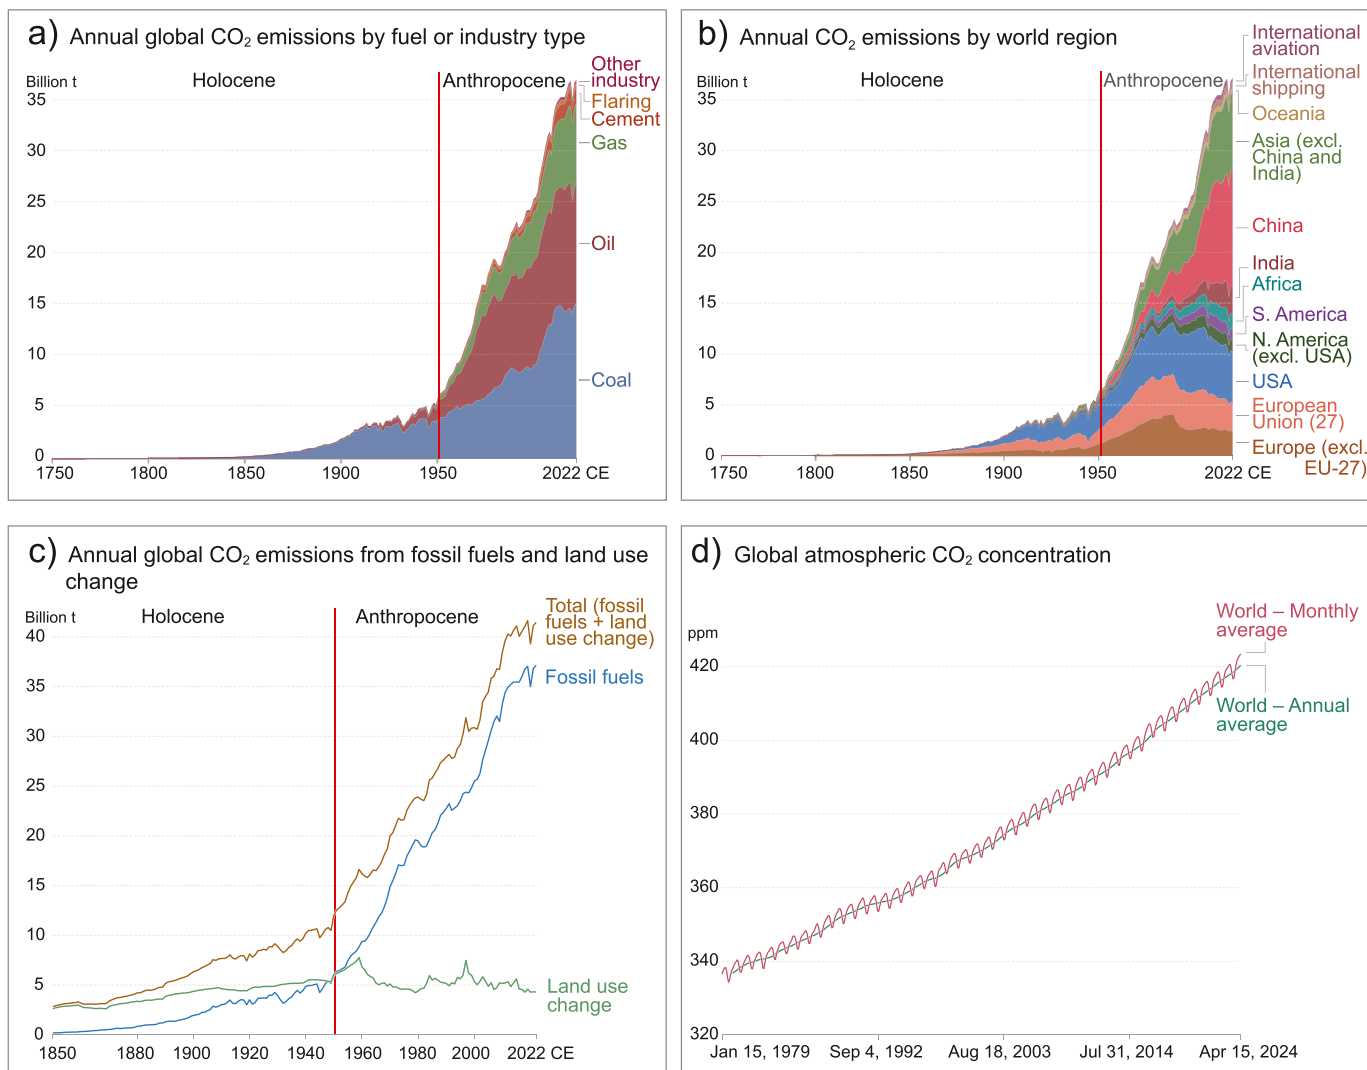 a) Annual global CO₂ emissions by fuel or industry type
Billion t
Holocene
Anthropocene
Other
industry
Flaring
Cement
Gas
Oil
Coal
35
30
25
20
15
10
5
0
1750
1800
1850
1900
1950
2022 CE
b) Annual CO₂ emissions by world region
Billion t
Holocene
Anthropocene
International
aviation
International
shipping
Oceania
Asia (excl.
China and
India)
China
India
Africa
S. America
N. America
(excl. USA)
USA
European
Union (27)
Europe (excl.
EU-27)
35
30
25
20
15
10
5
0
1750
1800
1850
1900
1950
2022 CE
c) Annual global CO₂ emissions from fossil fuels and land use
change
Billion t
Holocene
Anthropocene
Total (fossil
fuels + land
use change)
Fossil fuels
Land use
change
40
35
30
25
20
15
10
5
0
1850
1880
1900
1920
1940
1960
1980
2000
2022 CE
d) Global atmospheric CO₂ concentration
ppm
World – Monthly
average
World – Annual
average
420
400
380
360
340
320
Jan 15, 1979
Sep 4, 1992
Aug 18, 2003
Jul 31, 2014
Apr 15, 2024